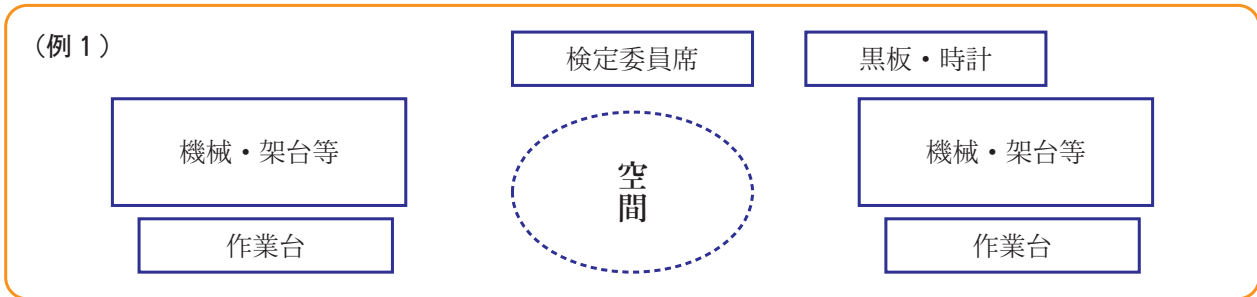 （例１）
検定委員席
黒板・時計
機械・架台等
空間
機械・架台等
作業台
作業台